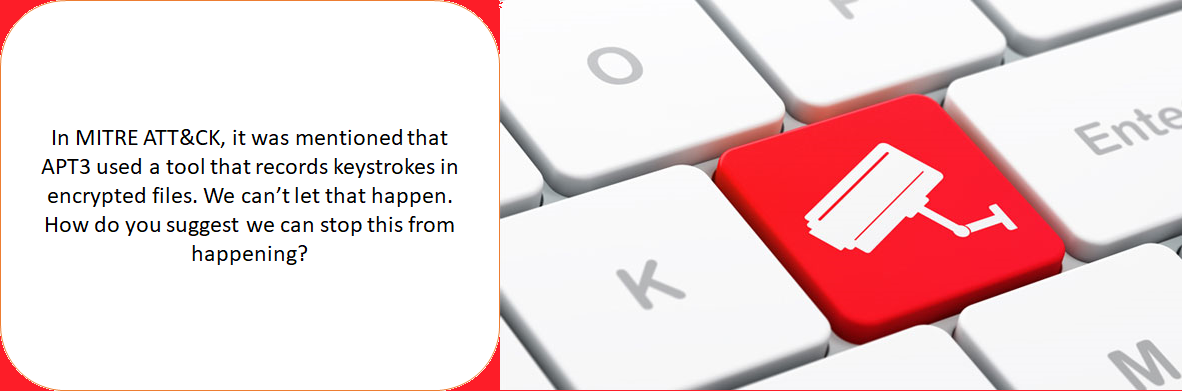 In MITRE ATT&CK, it was mentioned that
APT3 used a tool that records keystrokes in
encrypted files. We can’t let that happen.
How do you suggest we can stop this from
happening?
O
Ente
K
M